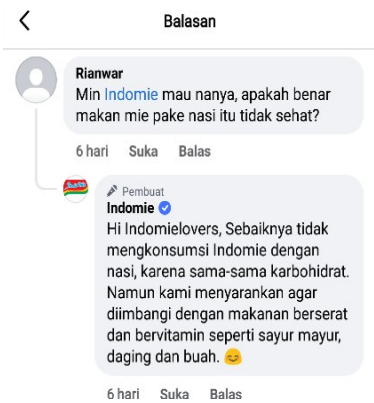 Balasan
Rianwar
Min Indomie mau nanya, apakah benar
makan mie pake nasi itu tidak sehat?
6 hari Suka Balas
Pembuat
Indomie
Hi Indomielovers, Sebaiknya tidak
mengkonsumsi Indomie dengan
nasi, karena sama-sama karbohidrat.
Namun kami menyarankan agar
diimbangi dengan makanan berserat
dan bervitamin seperti sayur mayur,
daging dan buah. 😊
6 hari Suka Balas